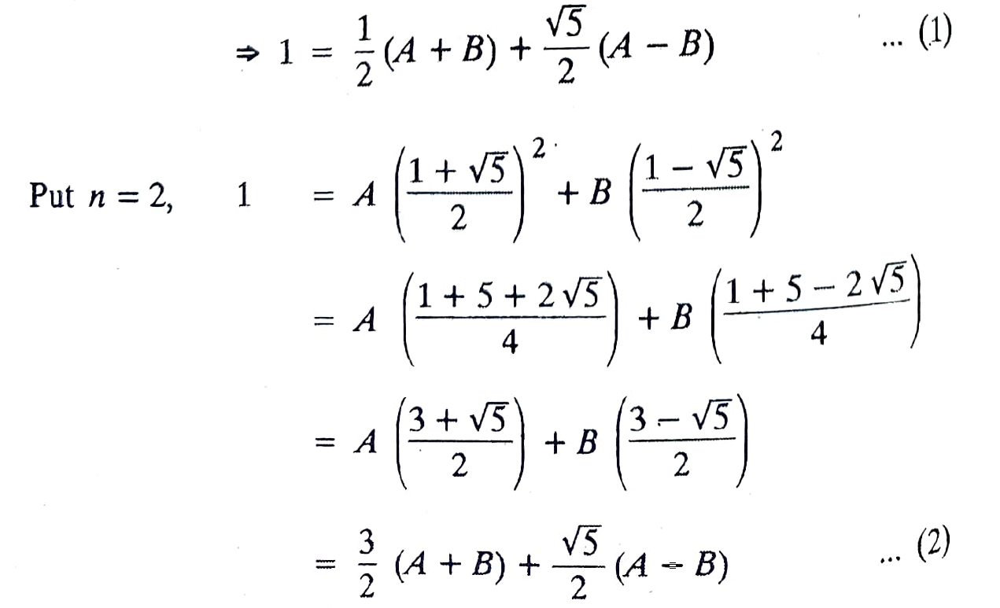 ⇒ 1 = 1/2 (A + B) + √5/2 (A − B) ... (1)
Put n = 2, 1 = A ((1 + √5)/2)² + B ((1 − √5)/2)²
= A ((1 + 5 + 2√5)/4) + B ((1 + 5 − 2√5)/4)
= A ((3 + √5)/2) + B ((3 − √5)/2)
= 3/2 (A + B) + √5/2 (A − B) ... (2)